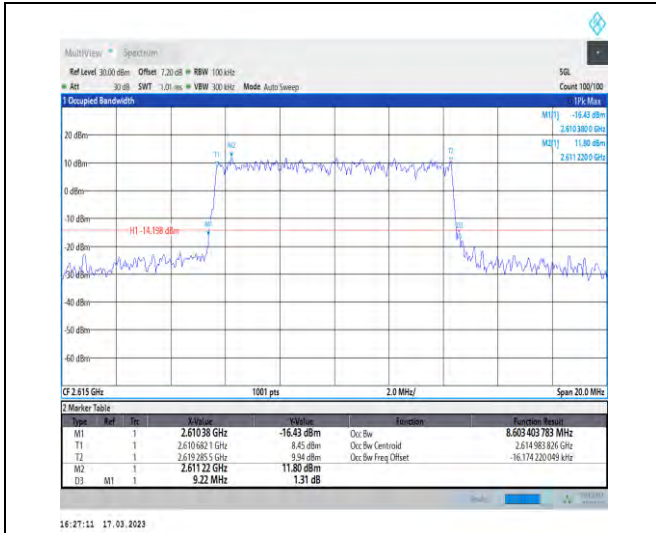 MultiView Spectrum
Ref Level 30.00 dBm Offset 7.20 dB RBW 100 kHz SGL
Att 30 dB SWT 1.01 ms VBW 300 kHz Mode Auto Sweep Count 100/100
1 Occupied Bandwidth 1Pk Max
M1[1] -16.43 dBm
2.610 380 0 GHz
M2[1] 11.80 dBm
2.611 220 0 GHz
20 dBm
M2
T1 T2
10 dBm
0 dBm
-10 dBm
M1 D3
H1 -14.198 dBm
-20 dBm
-30 dBm
-40 dBm
-50 dBm
-60 dBm
CF 2.615 GHz 1001 pts 2.0 MHz/ Span 20.0 MHz
2 Marker Table
Type Ref Trc X-Value Y-Value Function Function Result
M1 1 2.610 38 GHz -16.43 dBm Occ Bw 8.603 403 783 MHz
T1 1 2.610 682 1 GHz 8.45 dBm Occ Bw Centroid 2.614 983 826 GHz
T2 1 2.619 285 5 GHz 9.94 dBm Occ Bw Freq Offset -16.174 220 049 kHz
M2 1 2.611 22 GHz 11.80 dBm
D3 M1 1 9.22 MHz 1.31 dB
16:27:11 17.03.2023